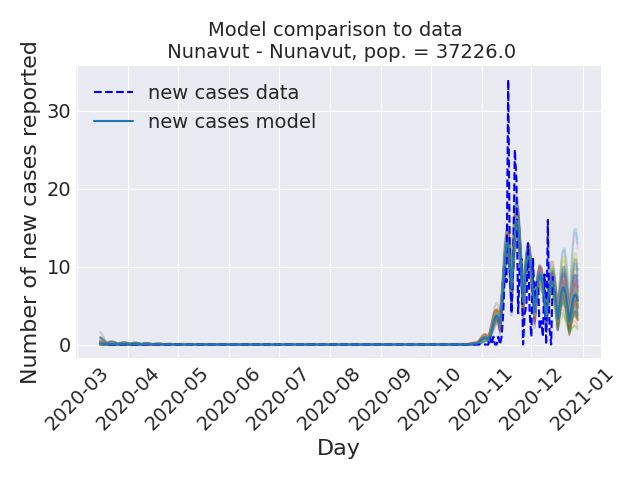 Model comparison to data
Nunavut - Nunavut, pop. = 37226.0
new cases data
new cases model
Number of new cases reported
30
20
10
0
2020-03
2020-04
2020-05
2020-06
2020-07
2020-08
2020-09
2020-10
2020-11
2020-12
2021-01
Day